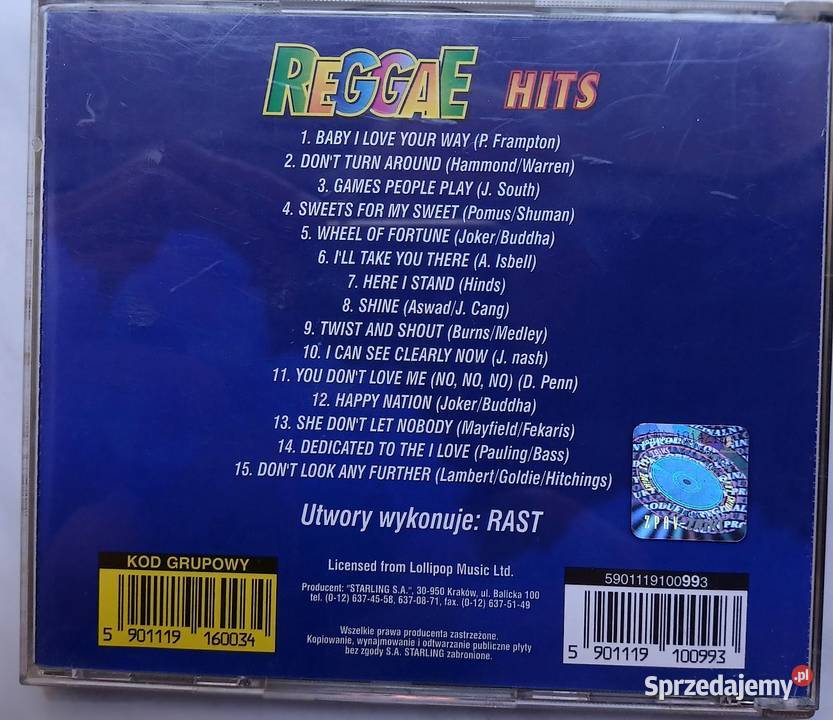 REGGAE HITS
1. BABY I LOVE YOUR WAY (P. Frampton)
2. DON'T TURN AROUND (Hammond/Warren)
3. GAMES PEOPLE PLAY (J. South)
4. SWEETS FOR MY SWEET (Pomus/Shuman)
5. WHEEL OF FORTUNE (Joker/Buddha)
6. I'LL TAKE YOU THERE (A. Isbell)
7. HERE I STAND (Hinds)
8. SHINE (Aswad/J. Cang)
9. TWIST AND SHOUT (Burns/Medley)
10. I CAN SEE CLEARLY NOW (J. nash)
11. YOU DON'T LOVE ME (NO, NO, NO) (D. Penn)
12. HAPPY NATION (Joker/Buddha)
13. SHE DON'T LET NOBODY (Mayfield/Fekaris)
14. DEDICATED TO THE I LOVE (Pauling/Bass)
15. DON'T LOOK ANY FURTHER (Lambert/Goldie/Hitchings)
Utwory wykonuje: RAST
ZPAV
KOD GRUPOWY
5 901119 160034
Licensed from Lollipop Music Ltd.
Producent: "STARLING S.A.", 30-950 Kraków, ul. Balicka 100
tel. (0-12) 637-45-58, 637-08-71, fax. (0-12) 637-51-49
Wszelkie prawa producenta zastrzeżone.
Kopiowanie, wynajmowanie i odtwarzanie publiczne płyty
bez zgody S.A. STARLING zabronione.
5901119100993
5 901119 100993
Sprzedajemy.pl